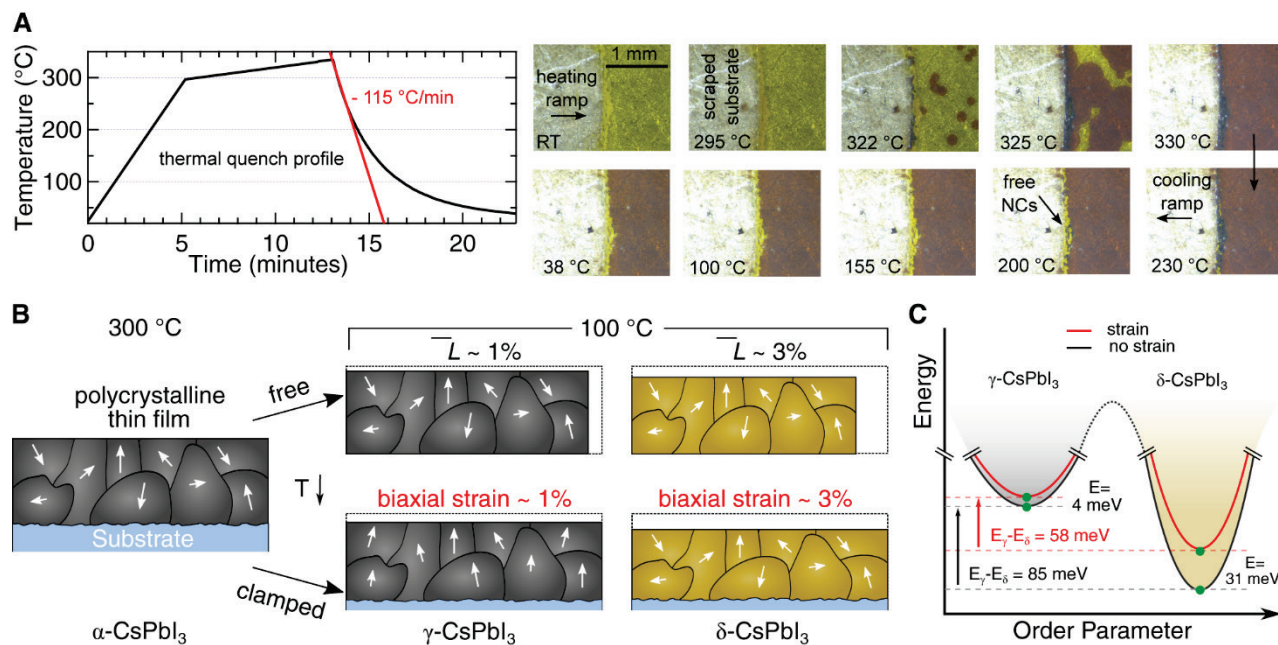 A
Temperature (°C)
300
200
100
- 115 °C/min
thermal quench profile
0
5
10
15
20
Time (minutes)
heating
ramp
RT
1 mm
scraped
substrate
295 °C
322 °C
325 °C
330 °C
38 °C
100 °C
155 °C
free
NCs
200 °C
cooling
ramp
230 °C
B
300 °C
100 °C
L ~ 1%
L ~ 3%
polycrystalline
thin film
free
T
biaxial strain ~ 1%
biaxial strain ~ 3%
Substrate
clamped
α-CsPbI₃
γ-CsPbI₃
δ-CsPbI₃
C
strain
no strain
Energy
γ-CsPbI₃
δ-CsPbI₃
E=
4 meV
Eγ-Eδ = 58 meV
Eγ-Eδ = 85 meV
E=
31 meV
Order Parameter